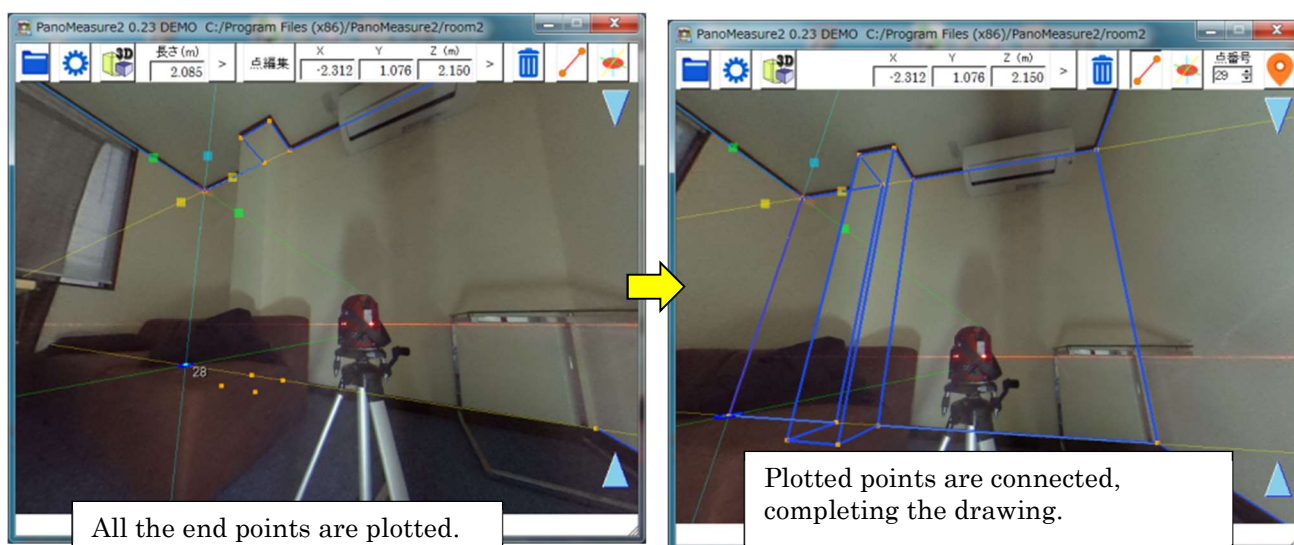 PanoMeasure2 0.23 DEMO C:/Program Files (x86)/PanoMeasure2/room2
3D
長さ(m)
2.085
>
点編集
X Y Z (m)
-2.312 1.076 2.150
>
28
All the end points are plotted.
PanoMeasure2 0.23 DEMO C:/Program Files (x86)/PanoMeasure2/room2
3D
X Y Z (m)
-2.312 1.076 2.150
>
点番号
29
Plotted points are connected,
completing the drawing.